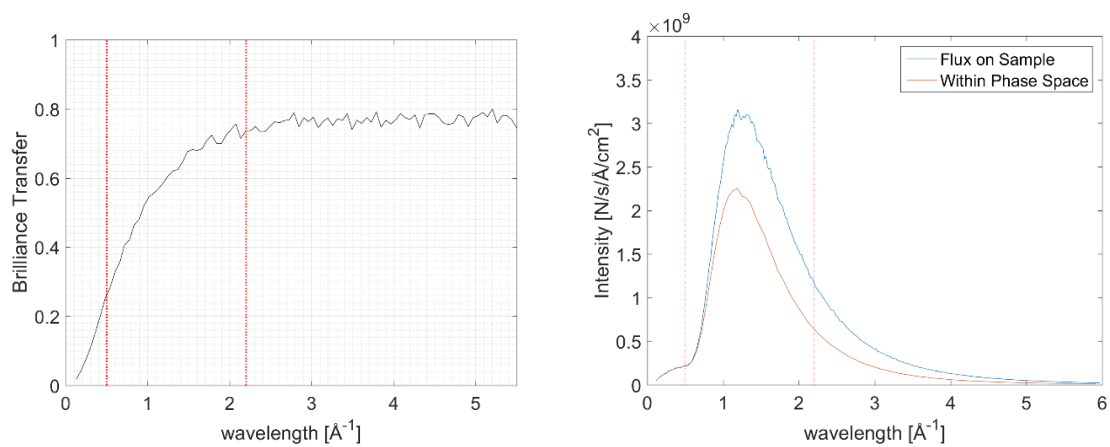 Brilliance Transfer
1
0.8
0.6
0.4
0.2
0
0 1 2 3 4 5
wavelength [Å⁻¹]
× 10⁹
Intensity [N/s/Å/cm²]
4
3.5
3
2.5
2
1.5
1
0.5
0
0 1 2 3 4 5 6
wavelength [Å⁻¹]
Flux on Sample
Within Phase Space